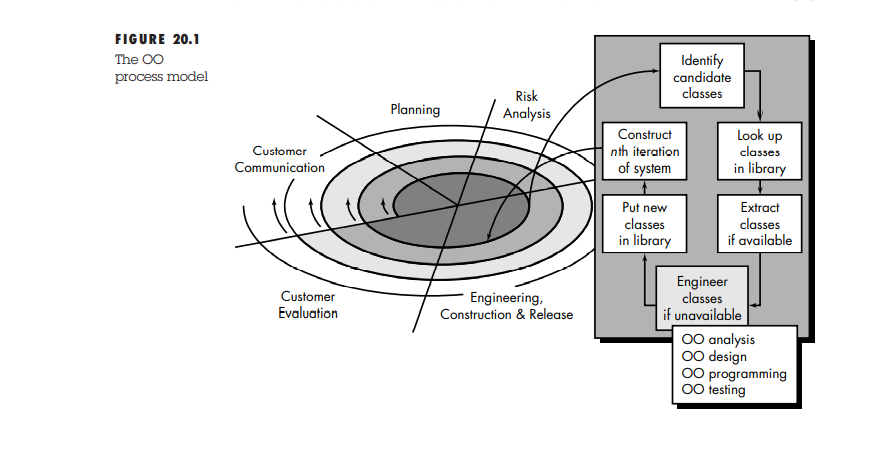 FIGURE 20.1
The OO
process model
Planning
Risk
Analysis
Customer
Communication
Customer
Evaluation
Engineering,
Construction & Release
Identify
candidate
classes
Look up
classes
in library
Extract
classes
if available
Engineer
classes
if unavailable
Put new
classes
in library
Construct
nth iteration
of system
OO analysis
OO design
OO programming
OO testing